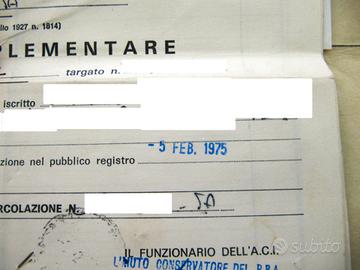 lio 1927 n. 1814)
PLEMENTARE
targato n.
iscritto
zione nel pubblico registro
- 5 FEB. 1975
RCOLAZIONE N.
IL FUNZIONARIO DELL'A.C.I.
CONSERVATORE DEL P.R.A.
subito